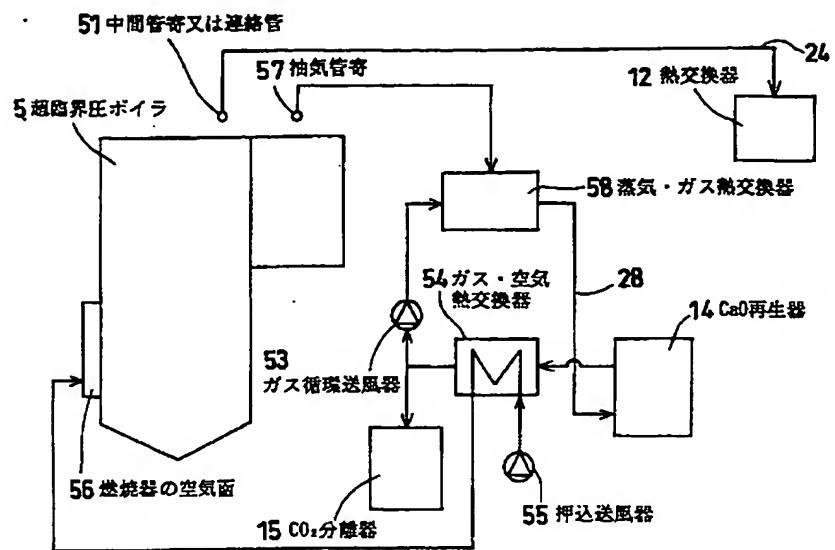 51 中間管寄又は連絡管
24
57 抽気管寄
12 熱交換器
5 超臨界圧ボイラ
58 蒸気・ガス熱交換器
54 ガス・空気
熱交換器
28
14 CaO再生器
53
ガス循環送風器
56 燃焼器の空気函
15 CO₂分離器
55 押込送風器